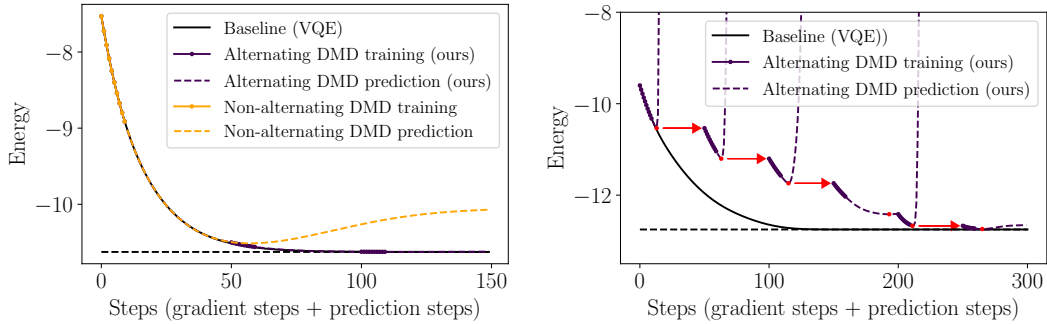 Baseline (VQE)
Alternating DMD training (ours)
Alternating DMD prediction (ours)
Non-alternating DMD training
Non-alternating DMD prediction
Energy
−8
−9
−10
0
50
100
150
Steps (gradient steps + prediction steps)
Baseline (VQE))
Alternating DMD training (ours)
Alternating DMD prediction (ours)
Energy
−10
−12
0
100
200
300
Steps (gradient steps + prediction steps)